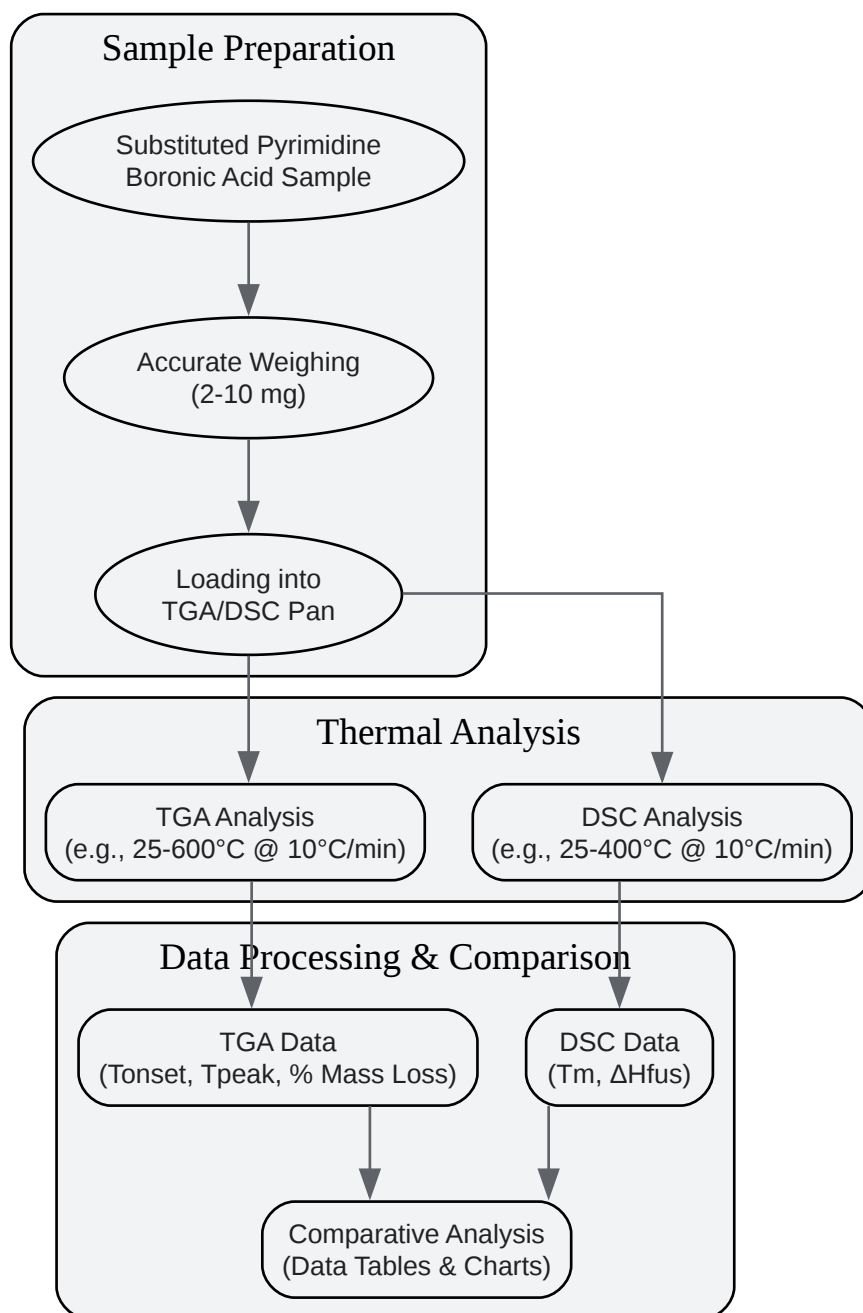 Sample Preparation
Substituted Pyrimidine
Boronic Acid Sample
Accurate Weighing
(2-10 mg)
Loading into
TGA/DSC Pan
Thermal Analysis
TGA Analysis
(e.g., 25-600°C @ 10°C/min)
DSC Analysis
(e.g., 25-400°C @ 10°C/min)
Data Processing & Comparison
TGA Data
(Tonset, Tpeak, % Mass Loss)
DSC Data
(Tm, ΔHfus)
Comparative Analysis
(Data Tables & Charts)